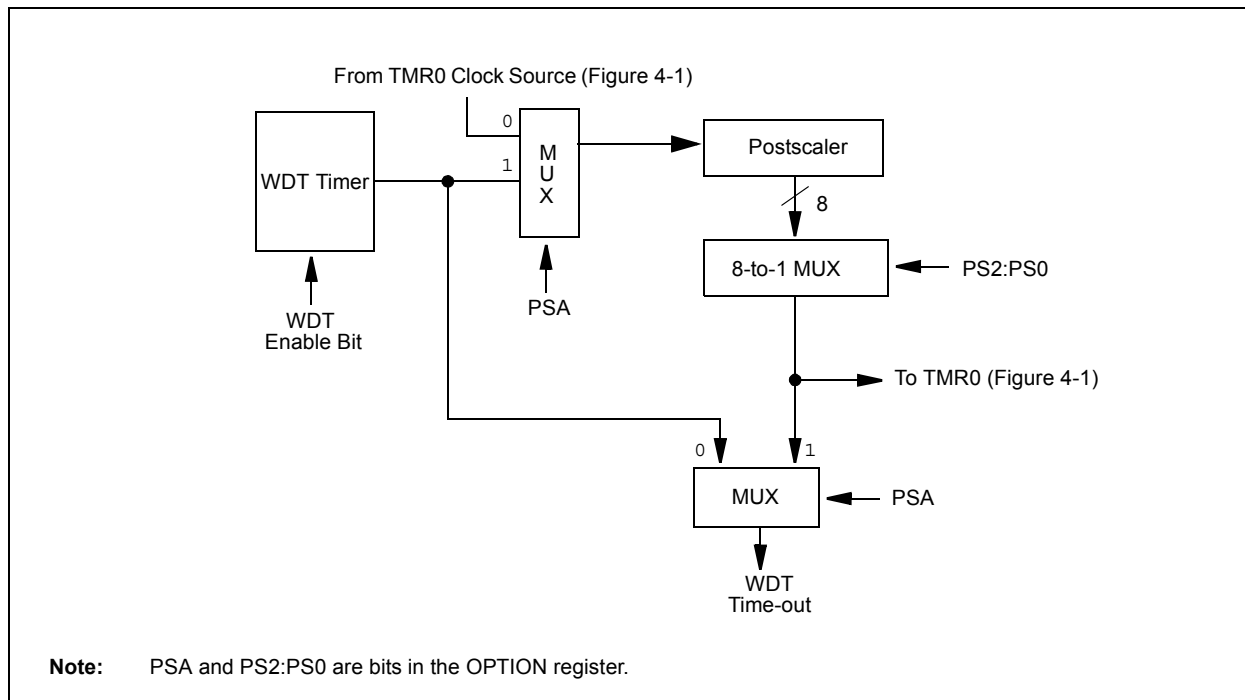 From TMR0 Clock Source (Figure 4-1)
0
1
M
U
X
WDT Timer
Postscaler
8
8-to-1 MUX
PS2:PS0
PSA
WDT
Enable Bit
To TMR0 (Figure 4-1)
0
1
MUX
PSA
WDT
Time-out
Note: PSA and PS2:PS0 are bits in the OPTION register.